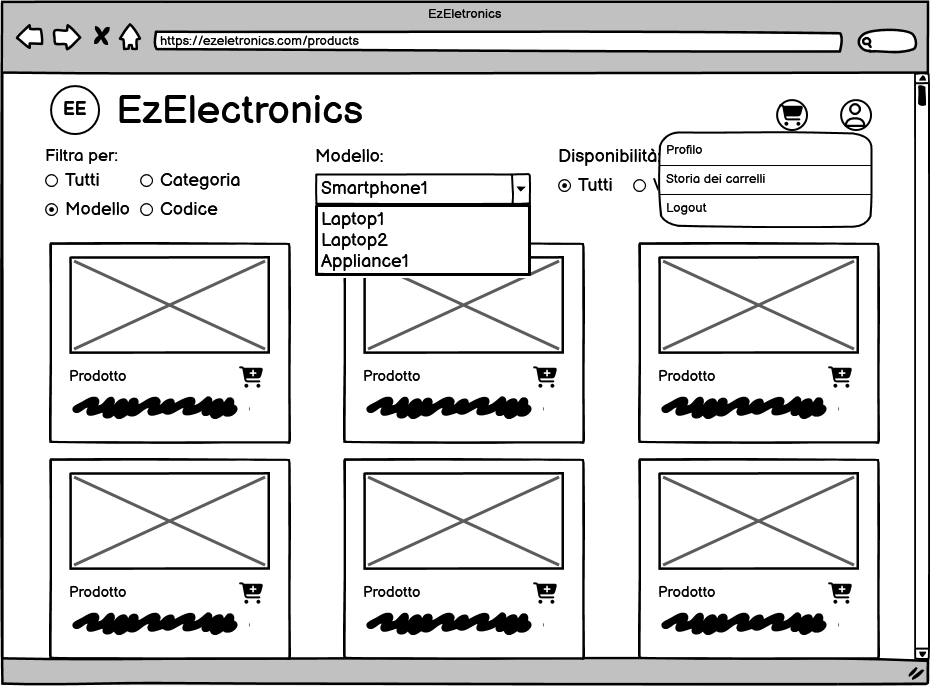 EzEletronics
https://ezeletronics.com/products
EE
EzElectronics
Filtra per:
Tutti
Categoria
Modello
Codice
Modello:
Smartphone1
Laptop1
Laptop2
Appliance1
Disponibilità:
Tutti
Profilo
Storia dei carrelli
Logout
Prodotto
Prodotto
Prodotto
Prodotto
Prodotto
Prodotto